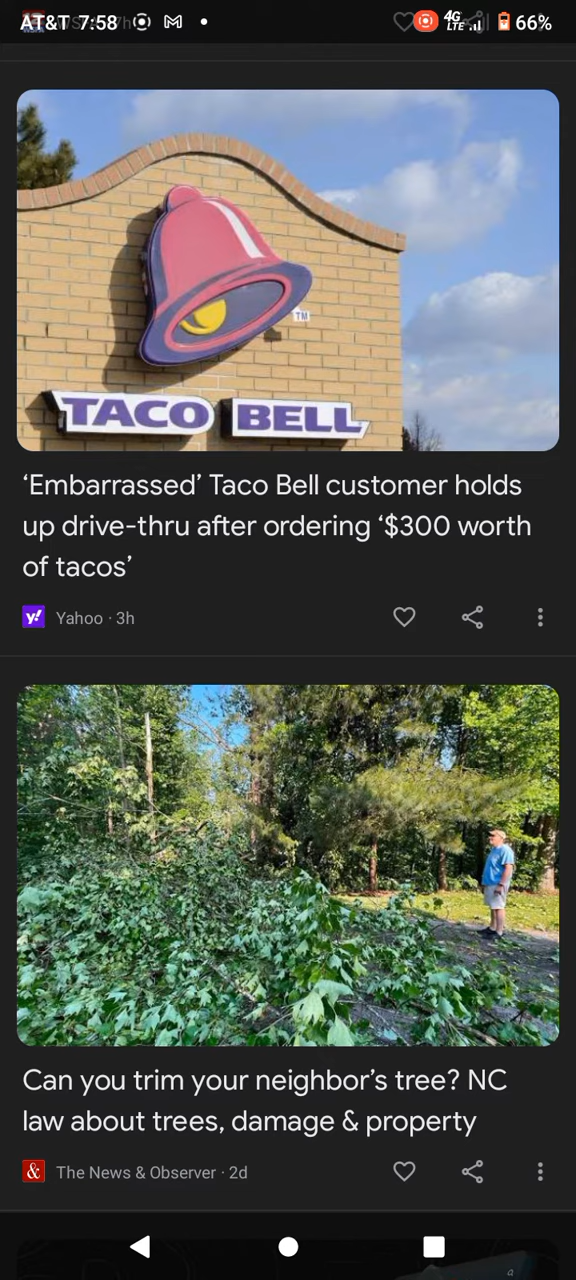 AT&T 7:58
4G
LTE
66%
TACO BELL
TM
‘Embarrassed’ Taco Bell customer holds
up drive-thru after ordering ‘$300 worth
of tacos’
y! Yahoo · 3h
Can you trim your neighbor’s tree? NC
law about trees, damage & property
& The News & Observer · 2d